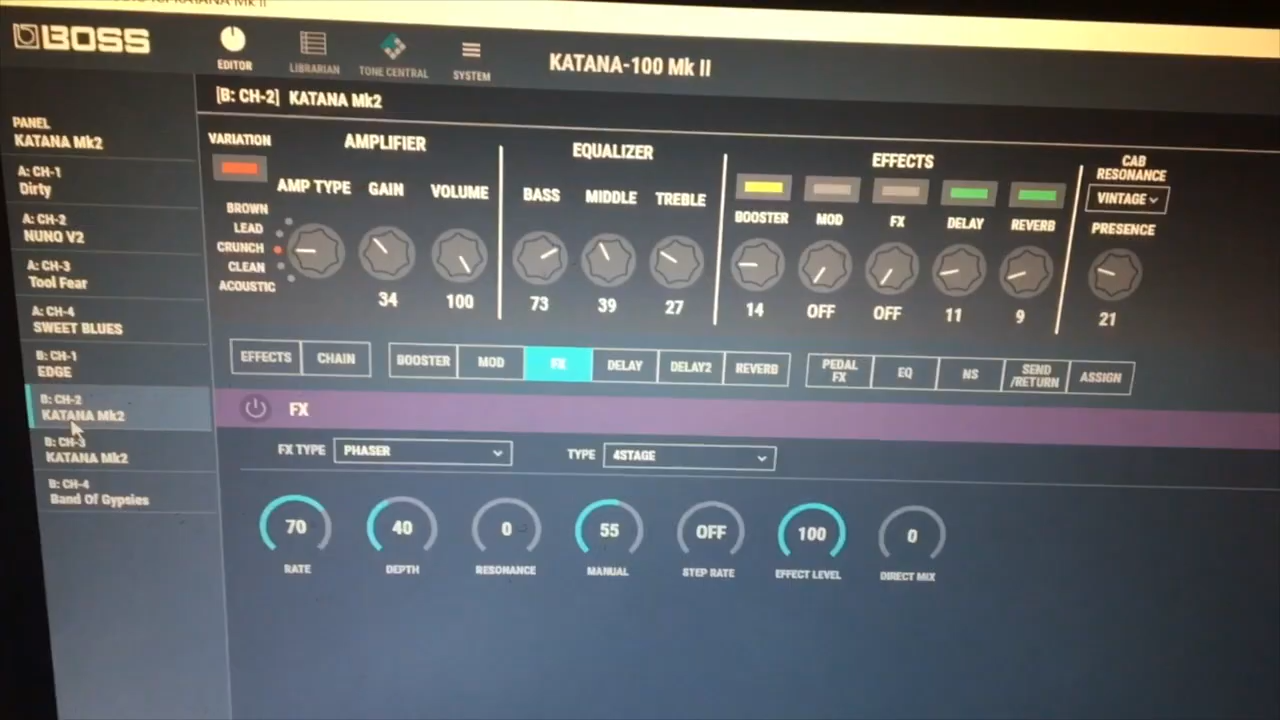 BOSS
EDITOR
LIBRARIAN
TONE CENTRAL
SYSTEM
KATANA-100 Mk II
[B: CH-2] KATANA Mk2
PANEL
KATANA Mk2
A: CH-1
Dirty
A: CH-2
NUNO V2
A: CH-3
Tool Fear
A: CH-4
SWEET BLUES
B: CH-1
EDGE
B: CH-2
KATANA Mk2
B: CH-3
KATANA Mk2
B: CH-4
Band Of Gypsies
VARIATION
AMPLIFIER
AMP TYPE GAIN VOLUME
BROWN
LEAD
CRUNCH
CLEAN
ACOUSTIC
34 100
EQUALIZER
BASS MIDDLE TREBLE
73 39 27
EFFECTS
BOOSTER MOD FX DELAY REVERB
14 OFF OFF 11 9
CAB
RESONANCE
VINTAGE
PRESENCE
21
EFFECTS CHAIN BOOSTER MOD FX DELAY DELAY2 REVERB PEDAL
FX EQ NS SEND
/RETURN ASSIGN
FX
FX TYPE PHASER TYPE 4STAGE
70 40 0 55 OFF 100 0
RATE DEPTH RESONANCE MANUAL STEP RATE EFFECT LEVEL DIRECT MIX